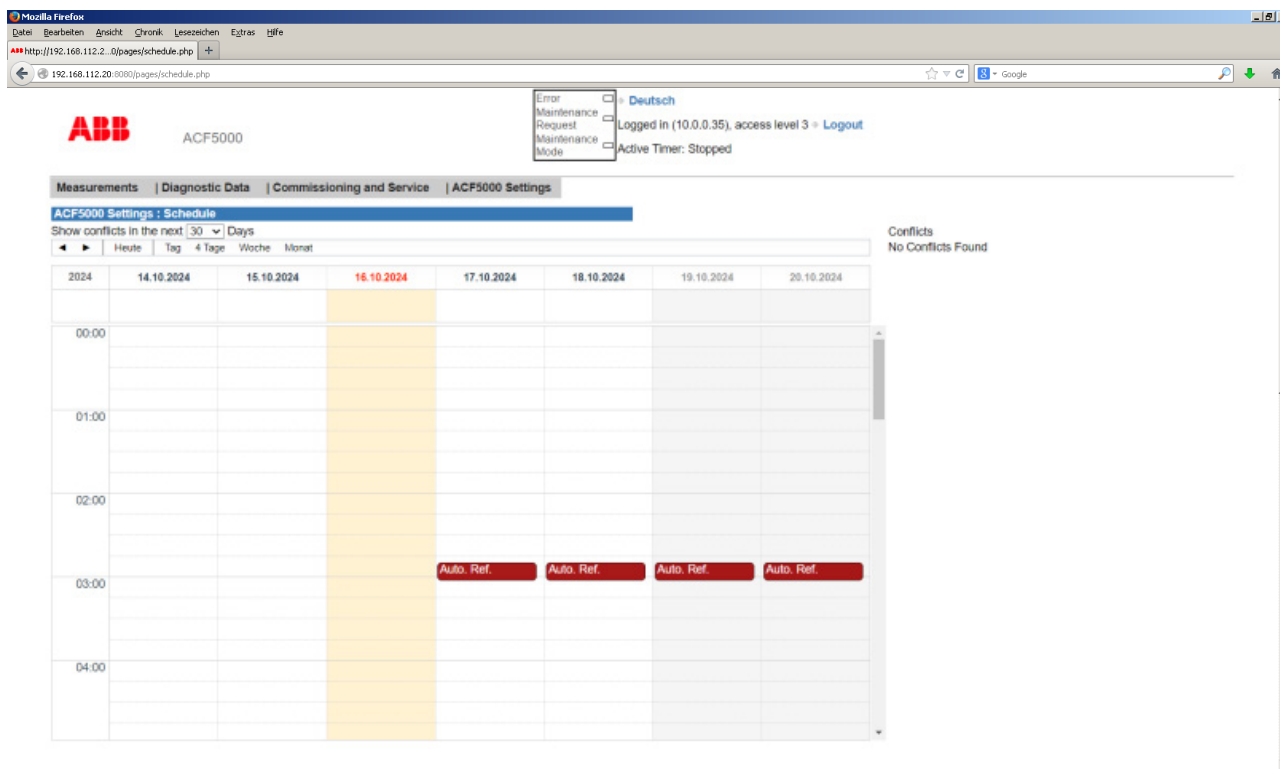 Mozilla Firefox
Datei Bearbeiten Ansicht Chronik Lesezeichen Extras Hilfe
ABB http://192.168.112.2...0/pages/schedule.php +
192.168.112.20:8080/pages/schedule.php
8 Google
ABB
ACF5000
Error
Maintenance
Request
Maintenance
Mode
Deutsch
Logged in (10.0.0.35), access level 3 Logout
Active Timer: Stopped
Measurements | Diagnostic Data | Commissioning and Service | ACF5000 Settings
ACF5000 Settings : Schedule
Show conflicts in the next 30 Days
Heute Tag 4 Tage Woche Monat
Conflicts
No Conflicts Found
2024 14.10.2024 15.10.2024 16.10.2024 17.10.2024 18.10.2024 19.10.2024 20.10.2024
00:00
01:00
02:00
Auto. Ref. Auto. Ref. Auto. Ref. Auto. Ref.
03:00
04:00